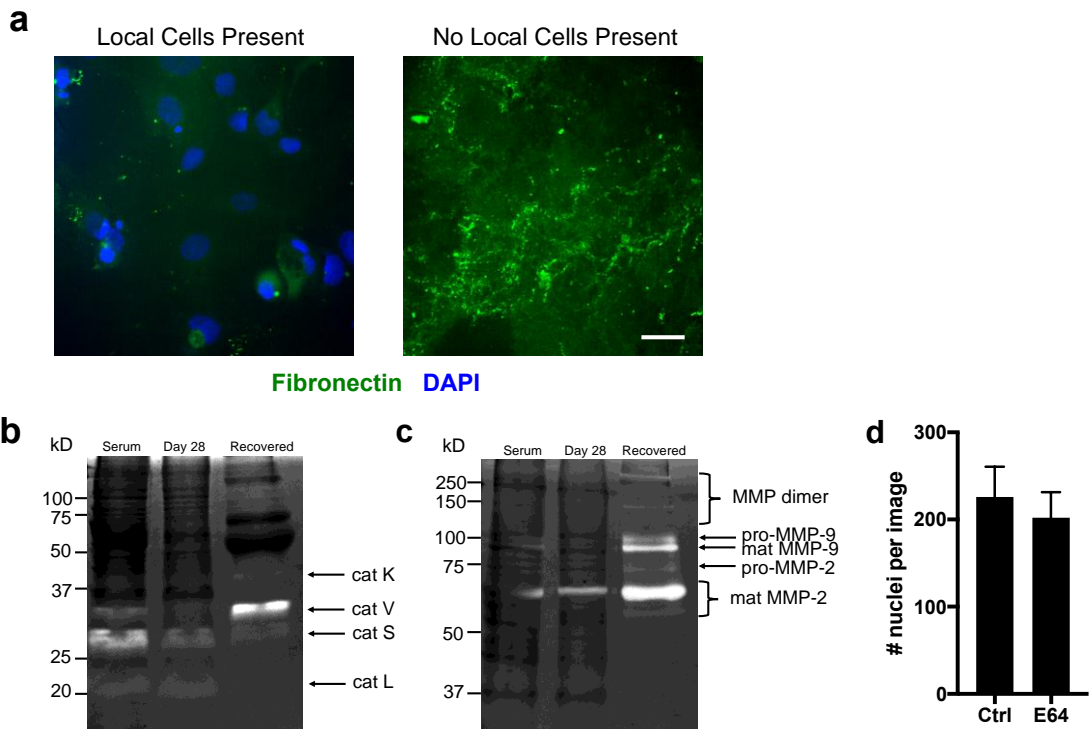 a
Local Cells Present
No Local Cells Present
Fibronectin DAPI
b
kD
Serum
Day 28
Recovered
100
75
50
37
25
20
cat K
cat V
cat S
cat L
c
kD
Serum
Day 28
Recovered
250
150
100
75
50
37
MMP dimer
pro-MMP-9
mat MMP-9
pro-MMP-2
mat MMP-2
d
# nuclei per image
300
200
100
0
Ctrl
E64